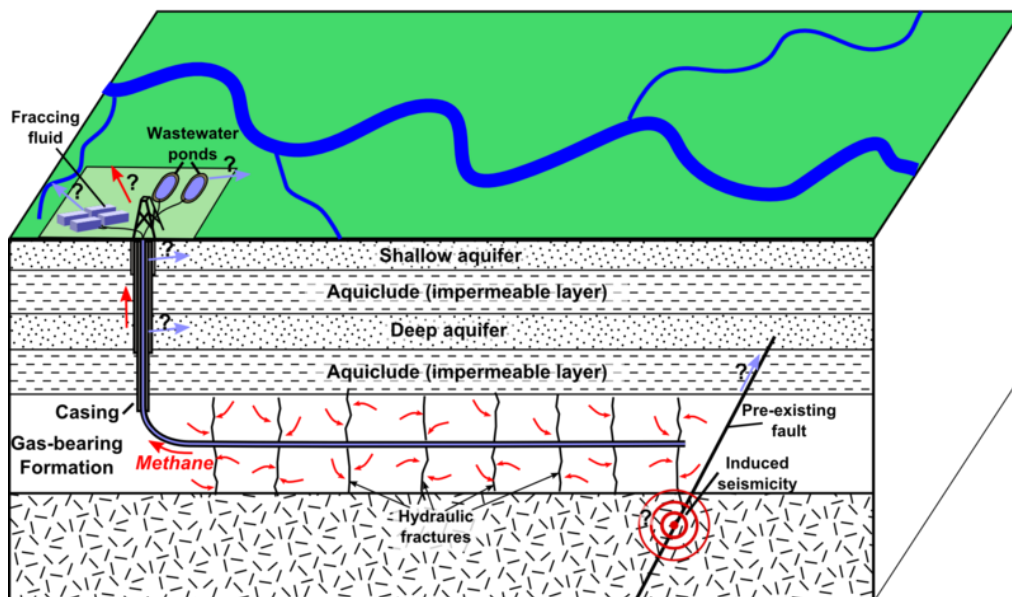 Fraccing
fluid
Wastewater
ponds
?
?
?
?
Shallow aquifer
Aquiclude (impermeable layer)
?
Deep aquifer
Aquiclude (impermeable layer)
?
Casing
Pre-existing
fault
Gas-bearing
Formation
Methane
Induced
seismicity
?
Hydraulic
fractures